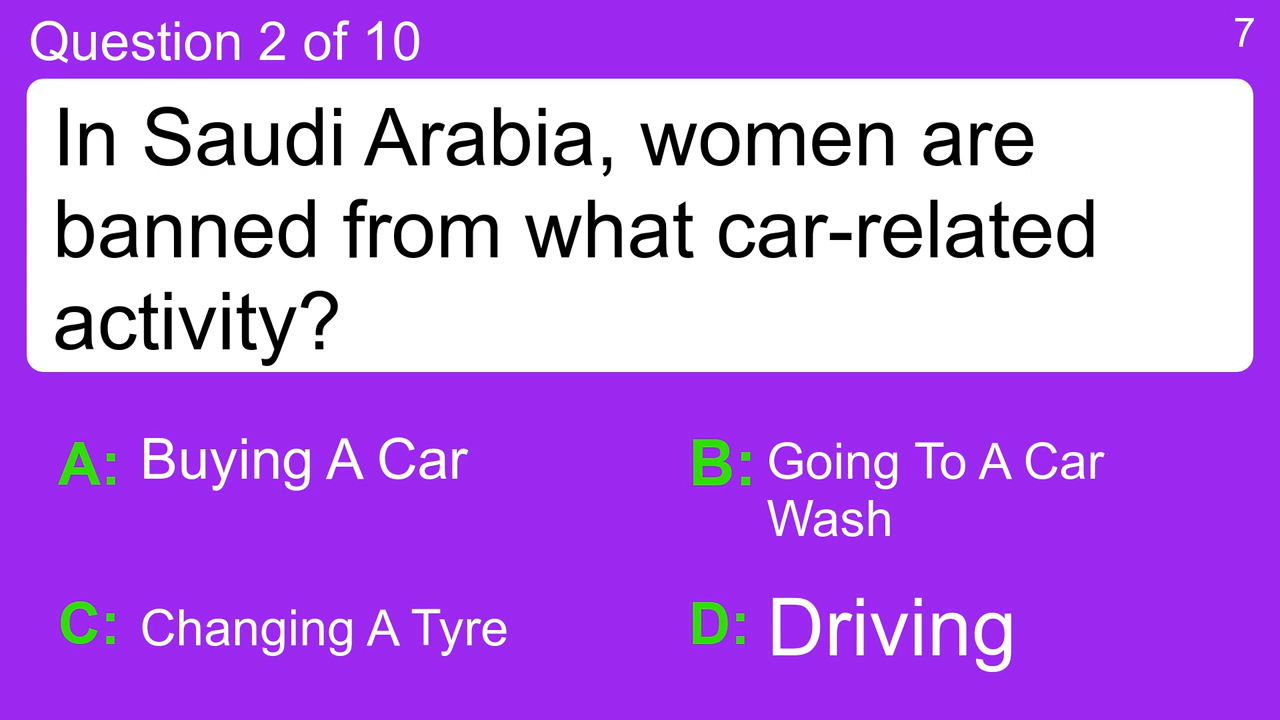 Question 2 of 10
7
In Saudi Arabia, women are
banned from what car-related
activity?
A: Buying A Car
B: Going To A Car
Wash
C: Changing A Tyre
D: Driving